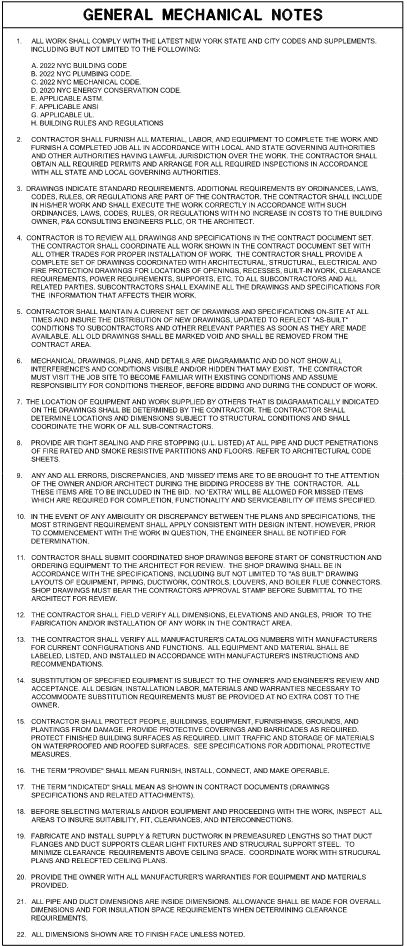 GENERAL MECHANICAL NOTES
1. ALL WORK SHALL COMPLY WITH THE LATEST NEW YORK STATE AND CITY CODES AND SUPPLEMENTS.
INCLUDING BUT NOT LIMITED TO THE FOLLOWING:
A. 2022 NYC BUILDING CODE
B. 2022 NYC PLUMBING CODE.
C. 2022 NYC MECHANICAL CODE.
D. 2020 NYC ENERGY CONSERVATION CODE.
E. APPLICABLE ASTM.
F. APPLICABLE ANSI
G. APPLICABLE UL.
H. BUILDING RULES AND REGULATIONS
2. CONTRACTOR SHALL FURNISH ALL MATERIAL, LABOR, AND EQUIPMENT TO COMPLETE THE WORK AND
FURNISH A COMPLETED JOB ALL IN ACCORDANCE WITH LOCAL AND STATE GOVERNING AUTHORITIES
AND OTHER AUTHORITIES HAVING LAWFUL JURISDICTION OVER THE WORK. THE CONTRACTOR SHALL
OBTAIN ALL REQUIRED PERMITS AND ARRANGE FOR ALL REQUIRED INSPECTIONS IN ACCORDANCE
WITH ALL STATE AND LOCAL GOVERNING AUTHORITIES.
3. DRAWINGS INDICATE STANDARD REQUIREMENTS. ADDITIONAL REQUIREMENTS BY ORDINANCES, LAWS,
CODES, RULES, OR REGULATIONS ARE PART OF THE CONTRACTOR. THE CONTRACTOR SHALL INCLUDE
IN HIS/HER WORK AND SHALL EXECUTE THE WORK CORRECTLY IN ACCORDANCE WITH SUCH
ORDINANCES, LAWS, CODES, RULES, OR REGULATIONS WITH NO INCREASE IN COSTS TO THE BUILDING
OWNER, P&A CONSULTING ENGINEERS PLLC, OR THE ARCHITECT.
4. CONTRACTOR IS TO REVIEW ALL DRAWINGS AND SPECIFICATIONS IN THE CONTRACT DOCUMENT SET.
THE CONTRACTOR SHALL COORDINATE ALL WORK SHOWN IN THE CONTRACT DOCUMENT SET WITH
ALL OTHER TRADES FOR PROPER INSTALLATION OF WORK. THE CONTRACTOR SHALL PROVIDE A
COMPLETE SET OF DRAWINGS COORDINATED WITH ARCHITECTURAL, STRUCTURAL, ELECTRICAL AND
FIRE PROTECTION DRAWINGS FOR LOCATIONS OF OPENINGS, RECESSES, BUILT-IN WORK, CLEARANCE
REQUIREMENTS, POWER REQUIREMENTS, SUPPORTS, ETC. TO ALL SUBCONTRACTORS AND ALL
RELATED PARTIES. SUBCONTRACTORS SHALL EXAMINE ALL THE DRAWINGS AND SPECIFICATIONS FOR
THE INFORMATION THAT AFFECTS THEIR WORK.
5. CONTRACTOR SHALL MAINTAIN A CURRENT SET OF DRAWINGS AND SPECIFICATIONS ON-SITE AT ALL
TIMES AND INSURE THE DISTRIBUTION OF NEW DRAWINGS, UPDATED TO REFLECT "AS-BUILT"
CONDITIONS TO SUBCONTRACTORS AND OTHER RELEVANT PARTIES AS SOON AS THEY ARE MADE
AVAILABLE. ALL OLD DRAWINGS SHALL BE MARKED VOID AND SHALL BE REMOVED FROM THE
CONTRACT AREA.
6. MECHANICAL DRAWINGS, PLANS, AND DETAILS ARE DIAGRAMMATIC AND DO NOT SHOW ALL
INTERFERENCE'S AND CONDITIONS VISIBLE AND/OR HIDDEN THAT MAY EXIST. THE CONTRACTOR
MUST VISIT THE JOB SITE TO BECOME FAMILIAR WITH EXISTING CONDITIONS AND ASSUME
RESPONSIBILITY FOR CONDITIONS THEREOF, BEFORE BIDDING AND DURING THE CONDUCT OF WORK.
7. THE LOCATION OF EQUIPMENT AND WORK SUPPLIED BY OTHERS THAT IS DIAGRAMATICALLY INDICATED
ON THE DRAWINGS SHALL BE DETERMINED BY THE CONTRACTOR. THE CONTRACTOR SHALL
DETERMINE LOCATIONS AND DIMENSIONS SUBJECT TO STRUCTURAL CONDITIONS AND SHALL
COORDINATE THE WORK OF ALL SUB-CONTRACTORS.
8. PROVIDE AIR TIGHT SEALING AND FIRE STOPPING (U.L. LISTED) AT ALL PIPE AND DUCT PENETRATIONS
OF FIRE RATED AND SMOKE RESISTIVE PARTITIONS AND FLOORS. REFER TO ARCHITECTURAL CODE
SHEETS.
9. ANY AND ALL ERRORS, DISCREPANCIES, AND 'MISSED' ITEMS ARE TO BE BROUGHT TO THE ATTENTION
OF THE OWNER AND/OR ARCHITECT DURING THE BIDDING PROCESS BY THE CONTRACTOR. ALL
THESE ITEMS ARE TO BE INCLUDED IN THE BID. NO 'EXTRA' WILL BE ALLOWED FOR MISSED ITEMS
WHICH ARE REQUIRED FOR COMPLETION, FUNCTIONALITY AND SERVICEABILITY OF ITEMS SPECIFIED.
10. IN THE EVENT OF ANY AMBIGUITY OR DISCREPANCY BETWEEN THE PLANS AND SPECIFICATIONS, THE
MOST STRINGENT REQUIREMENT SHALL APPLY CONSISTENT WITH DESIGN INTENT. HOWEVER, PRIOR
TO COMMENCEMENT WITH THE WORK IN QUESTION, THE ENGINEER SHALL BE NOTIFIED FOR
DETERMINATION.
11. CONTRACTOR SHALL SUBMIT COORDINATED SHOP DRAWINGS BEFORE START OF CONSTRUCTION AND
ORDERING EQUIPMENT TO THE ARCHITECT FOR REVIEW. THE SHOP DRAWING SHALL BE IN
ACCORDANCE WITH THE SPECIFICATIONS, INCLUDING BUT NOT LIMITED TO "AS BUILT" DRAWING
LAYOUTS OF EQUIPMENT, PIPING, DUCTWORK, CONTROLS, LOUVERS, AND BOILER FLUE CONNECTORS.
SHOP DRAWINGS MUST BEAR THE CONTRACTORS APPROVAL STAMP BEFORE SUBMITTAL TO THE
ARCHITECT FOR REVIEW.
12. THE CONTRACTOR SHALL FIELD VERIFY ALL DIMENSIONS, ELEVATIONS AND ANGLES, PRIOR TO THE
FABRICATION AND/OR INSTALLATION OF ANY WORK IN THE CONTRACT AREA.
13. THE CONTRACTOR SHALL VERIFY ALL MANUFACTURER'S CATALOG NUMBERS WITH MANUFACTURERS
FOR CURRENT CONFIGURATIONS AND FUNCTIONS. ALL EQUIPMENT AND MATERIAL SHALL BE
LABELED, LISTED, AND INSTALLED IN ACCORDANCE WITH MANUFACTURER'S INSTRUCTIONS AND
RECOMMENDATIONS.
14. SUBSTITUTION OF SPECIFIED EQUIPMENT IS SUBJECT TO THE OWNER'S AND ENGINEER'S REVIEW AND
ACCEPTANCE. ALL DESIGN, INSTALLATION LABOR, MATERIALS AND WARRANTIES NECESSARY TO
ACCOMMODATE SUBSTITUTION REQUIREMENTS MUST BE PROVIDED AT NO EXTRA COST TO THE
OWNER.
15. CONTRACTOR SHALL PROTECT PEOPLE, BUILDINGS, EQUIPMENT, FURNISHINGS, GROUNDS, AND
PLANTINGS FROM DAMAGE. PROVIDE PROTECTIVE COVERINGS AND BARRICADES AS REQUIRED.
PROTECT FINISHED BUILDING SURFACES AS REQUIRED. LIMIT TRAFFIC AND STORAGE OF MATERIALS
ON WATERPROOFED AND ROOFED SURFACES. SEE SPECIFICATIONS FOR ADDITIONAL PROTECTIVE
MEASURES.
16. THE TERM "PROVIDE" SHALL MEAN FURNISH, INSTALL, CONNECT, AND MAKE OPERABLE.
17. THE TERM "INDICATED" SHALL MEAN AS SHOWN IN CONTRACT DOCUMENTS (DRAWINGS
SPECIFICATIONS AND RELATED ATTACHMENTS).
18. BEFORE SELECTING MATERIALS AND/OR EQUIPMENT AND PROCEEDING WITH THE WORK, INSPECT ALL
AREAS TO INSURE SUITABILITY, FIT, CLEARANCES, AND INTERCONNECTIONS.
19. FABRICATE AND INSTALL SUPPLY & RETURN DUCTWORK IN PREMEASURED LENGTHS SO THAT DUCT
FLANGES AND DUCT SUPPORTS CLEAR LIGHT FIXTURES AND STRUCURAL SUPPORT STEEL. TO
MINIMIZE CLEARANCE REQUIREMENTS ABOVE CEILING SPACE. COORDINATE WORK WITH STRUCURAL
PLANS AND RELECFTED CEILING PLANS.
20. PROVIDE THE OWNER WITH ALL MANUFACTURER'S WARRANTIES FOR EQUIPMENT AND MATERIALS
PROVIDED.
21. ALL PIPE AND DUCT DIMENSIONS ARE INSIDE DIMENSIONS. ALLOWANCE SHALL BE MADE FOR OVERALL
DIMENSIONS AND FOR INSULATION SPACE REQUIREMENTS WHEN DETERMINING CLEARANCE
REQUIREMENTS.
22. ALL DIMENSIONS SHOWN ARE TO FINISH FACE UNLESS NOTED.